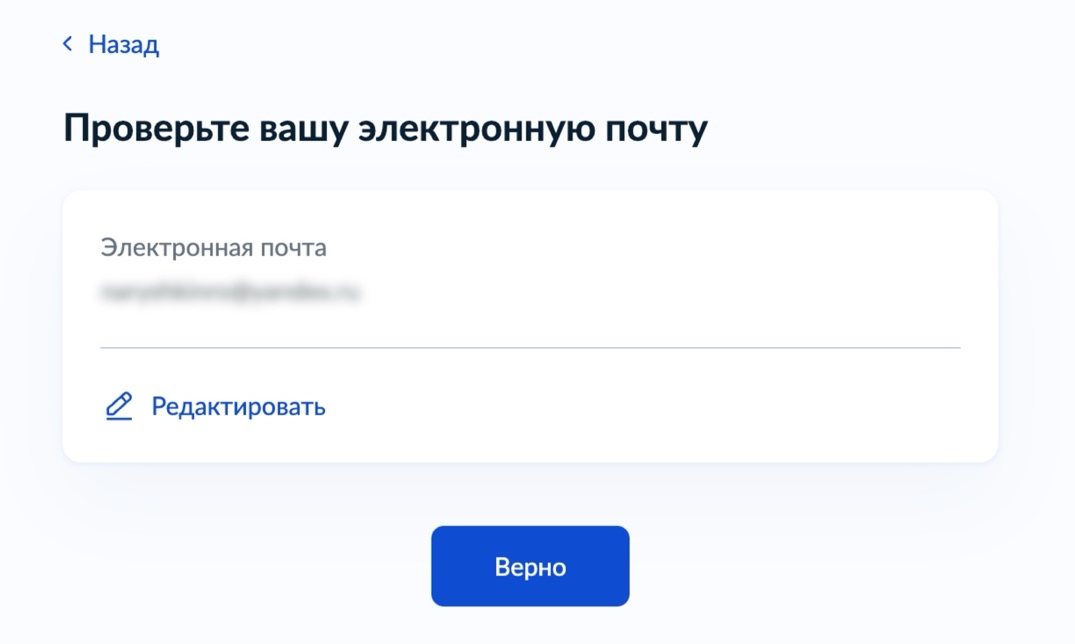 Назад
Проверьте вашу электронную почту
Электронная почта
Редактировать
Верно